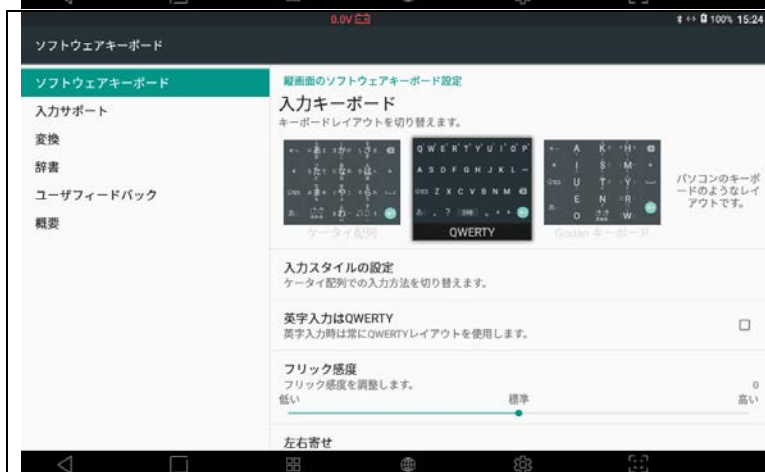 0.0V
100% 15:24
ソフトウェアキーボード
ソフトウェアキーボード
入力サポート
変換
辞書
ユーザフィードバック
概要
縦画面のソフトウェアキーボード設定
入力キーボード
キーボードレイアウトを切り替えます。
Q W E R T Y U I O P
A S D F G H J K L
Z X C V B N M
ケータイ配列
QWERTY
Godan キーボード
パソコンのキーボ
ードのようなレイ
アウトです。
入力スタイルの設定
ケータイ配列での入力方法を切り替えます。
英字入力はQWERTY
英字入力時は常にQWERTYレイアウトを使用します。
フリック感度
フリック感度を調整します。
0
低い 標準 高い
左右寄せ